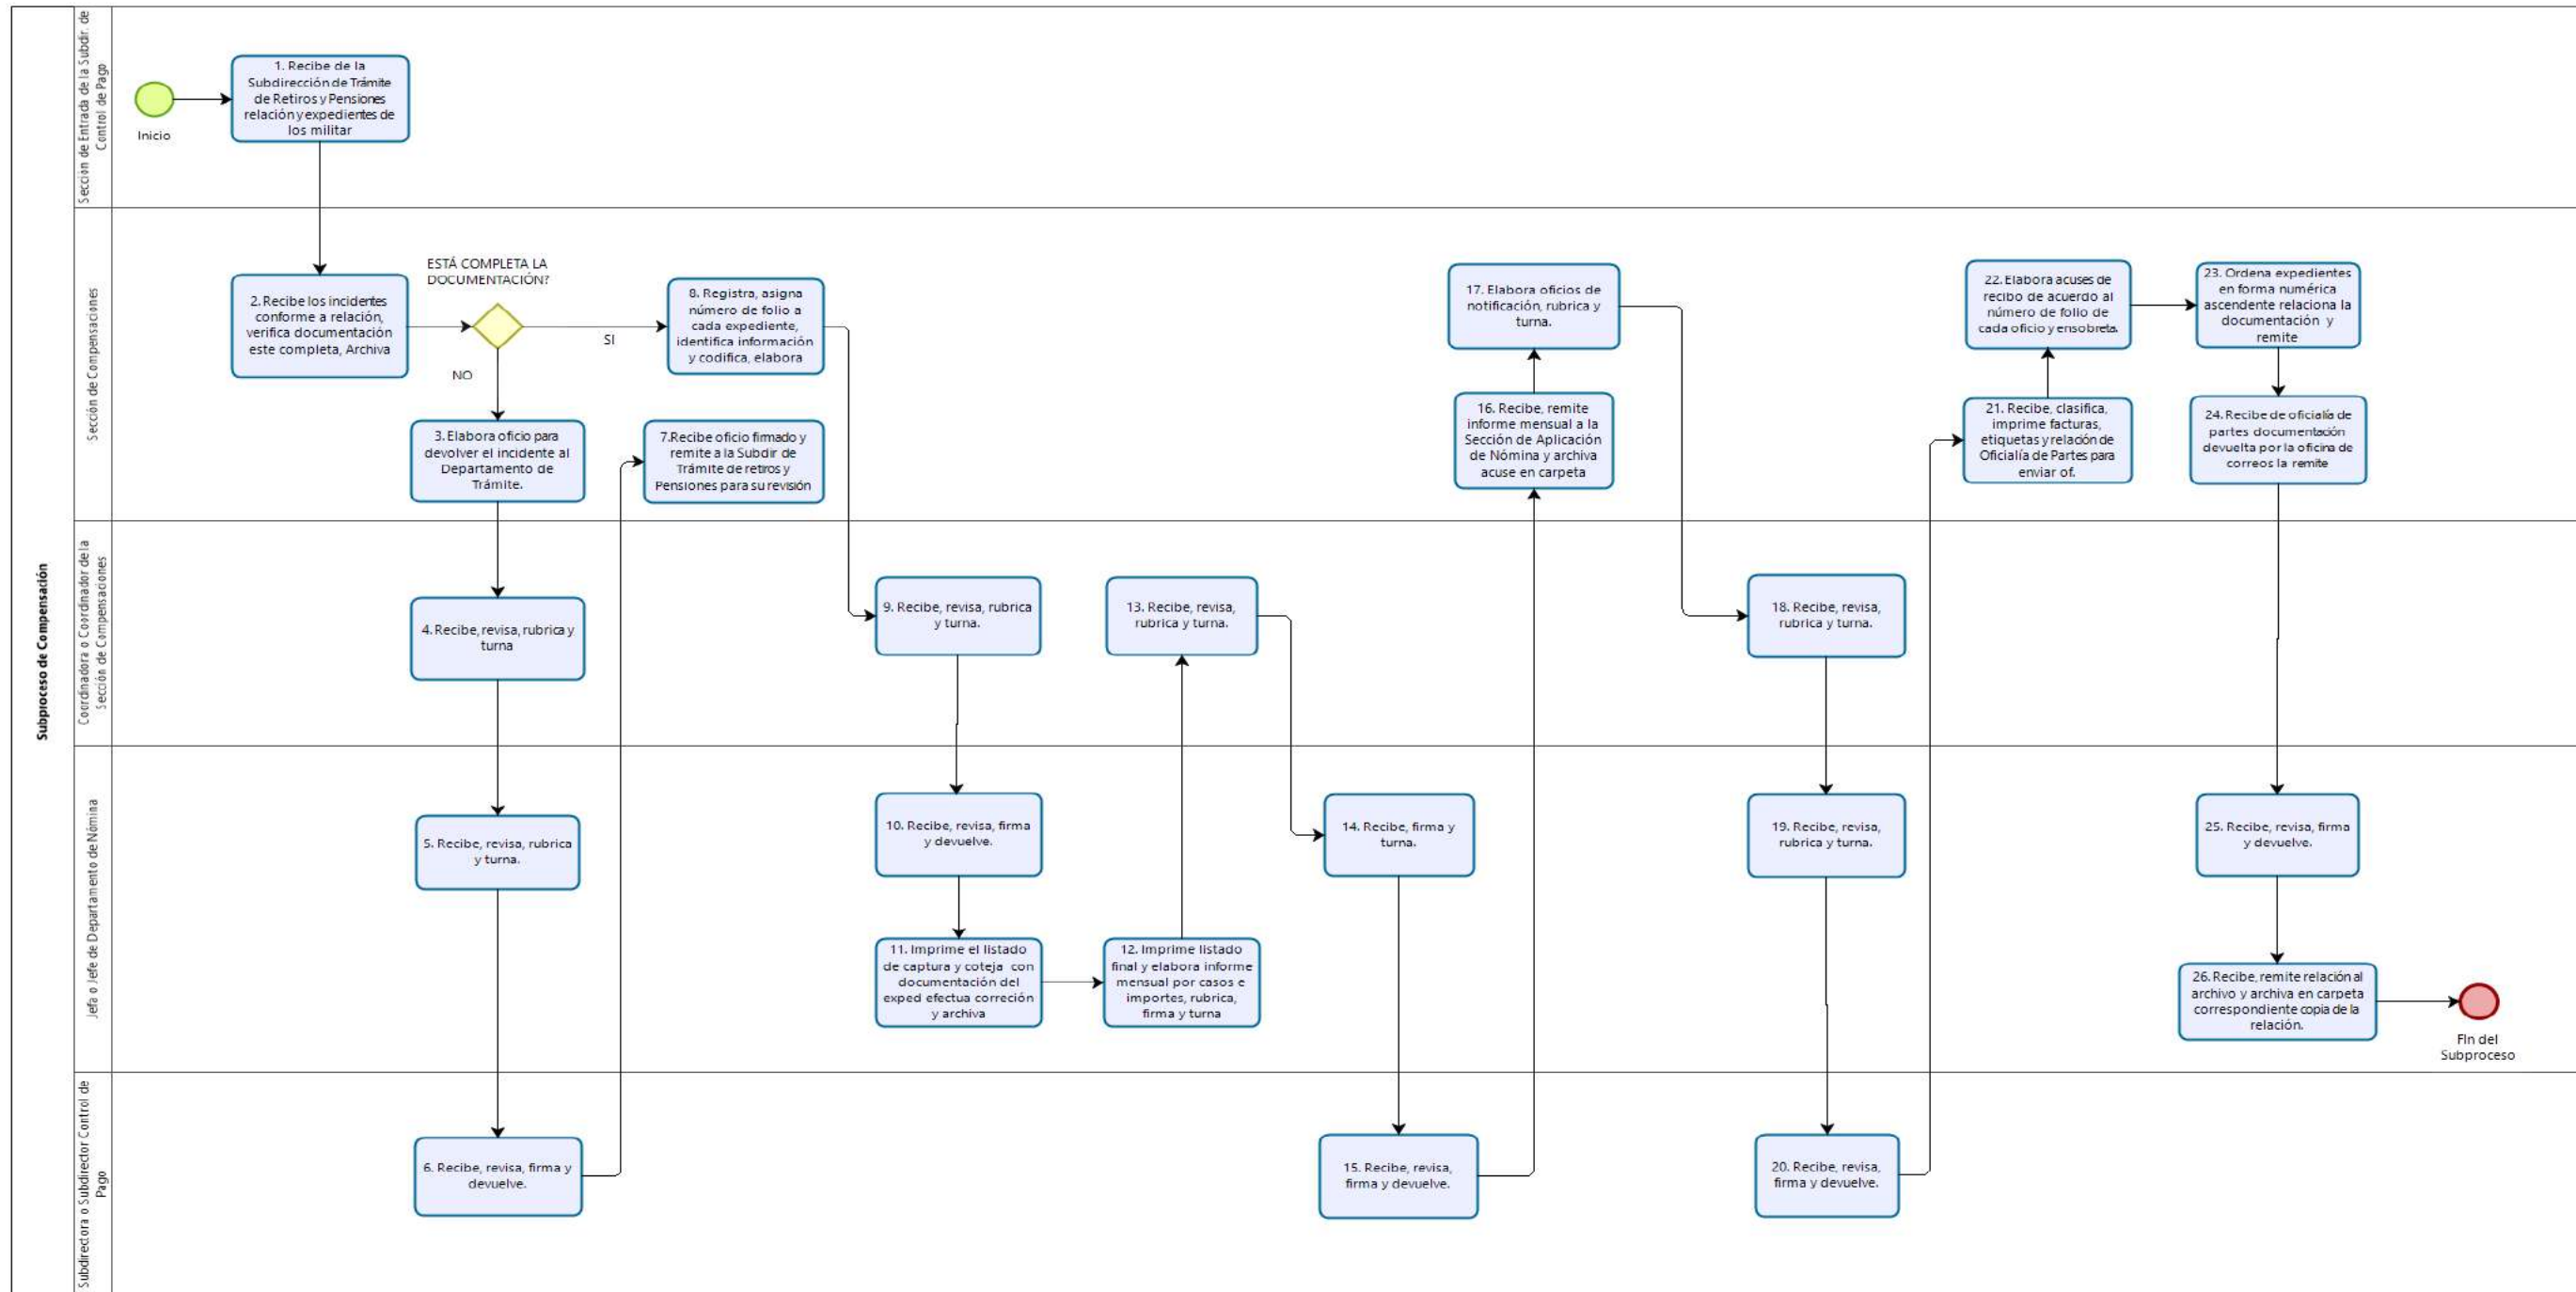 Subproceso de Compensación
Sección de Entrada de la Subdir. de
Control de Pago
Inicio
1. Recibe de la
Subdirección de Trámite
de Retiros y Pensiones
relación y expedientes de
los militar
Sección de Compensaciones
2. Recibe los incidentes
conforme a relación,
verifica documentación
este completa, Archiva
ESTÁ COMPLETA LA
DOCUMENTACIÓN?
SI
NO
8. Registra, asigna
número de folio a
cada expediente,
identifica información
y codifica, elabora
3. Elabora oficio para
devolver el incidente al
Departamento de
Trámite.
7.Recibe oficio firmado y
remite a la Subdir de
Trámite de retiros y
Pensiones para su revisión
17. Elabora oficios de
notificación, rubrica y
turna.
16. Recibe, remite
informe mensual a la
Sección de Aplicación
de Nómina y archiva
acuse en carpeta
22. Elabora acuses de
recibo de acuerdo al
número de folio de
cada oficio y ensobreta.
23. Ordena expedientes
en forma numérica
ascendente relaciona la
documentación y
remite
21. Recibe, clasifica,
imprime facturas,
etiquetas y relación de
Oficialía de Partes para
enviar of.
24. Recibe de oficialía de
partes documentación
devuelta por la oficina de
correos la remite
Coordinadora o Coordinador de la
Sección de Compensaciones
4. Recibe, revisa, rubrica y
turna
9. Recibe, revisa, rubrica
y turna.
13. Recibe, revisa,
rubrica y turna.
18. Recibe, revisa,
rubrica y turna.
Jefa o Jefe de Departamento de Nómina
5. Recibe, revisa, rubrica
y turna.
10. Recibe, revisa, firma
y devuelve.
14. Recibe, firma y
turna.
19. Recibe, revisa,
rubrica y turna.
25. Recibe, revisa, firma
y devuelve.
11. Imprime el listado
de captura y coteja con
documentación del
exped efectua correción
y archiva
12. Imprime listado
final y elabora informe
mensual por casos e
importes, rubrica,
firma y turna
26. Recibe, remite relación al
archivo y archiva en carpeta
correspondiente copia de la
relación.
FIn del
Subproceso
Subdirectora o Subdirector Control de
Pago
6. Recibe, revisa, firma y
devuelve.
15. Recibe, revisa,
firma y devuelve.
20. Recibe, revisa,
firma y devuelve.